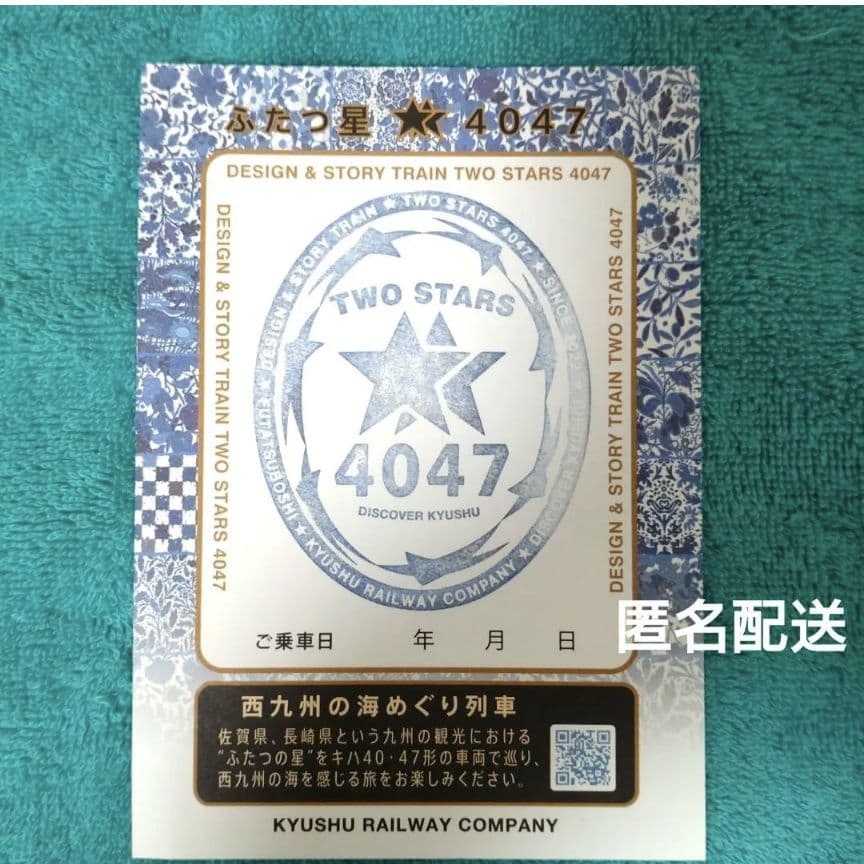 ふたつ星 4047
DESIGN & STORY TRAIN TWO STARS 4047
DESIGN & STORY TRAIN TWO STARS 4047
DESIGN & STORY TRAIN TWO STARS 4047
DESIGN & STORY TRAIN ★ TWO STARS 4047 ★ SINCE
FUTATSUBOSHI ★ KYUSHU RAILWAY COMPANY ★ DISCOVER KYUSHU
TWO STARS
4047
DISCOVER KYUSHU
ご乗車日 年 月 日
匿名配送
西九州の海めぐり列車
佐賀県、長崎県という九州の観光における
“ふたつの星”をキハ40・47形の車両で巡り、
西九州の海を感じる旅をお楽しみください。
KYUSHU RAILWAY COMPANY